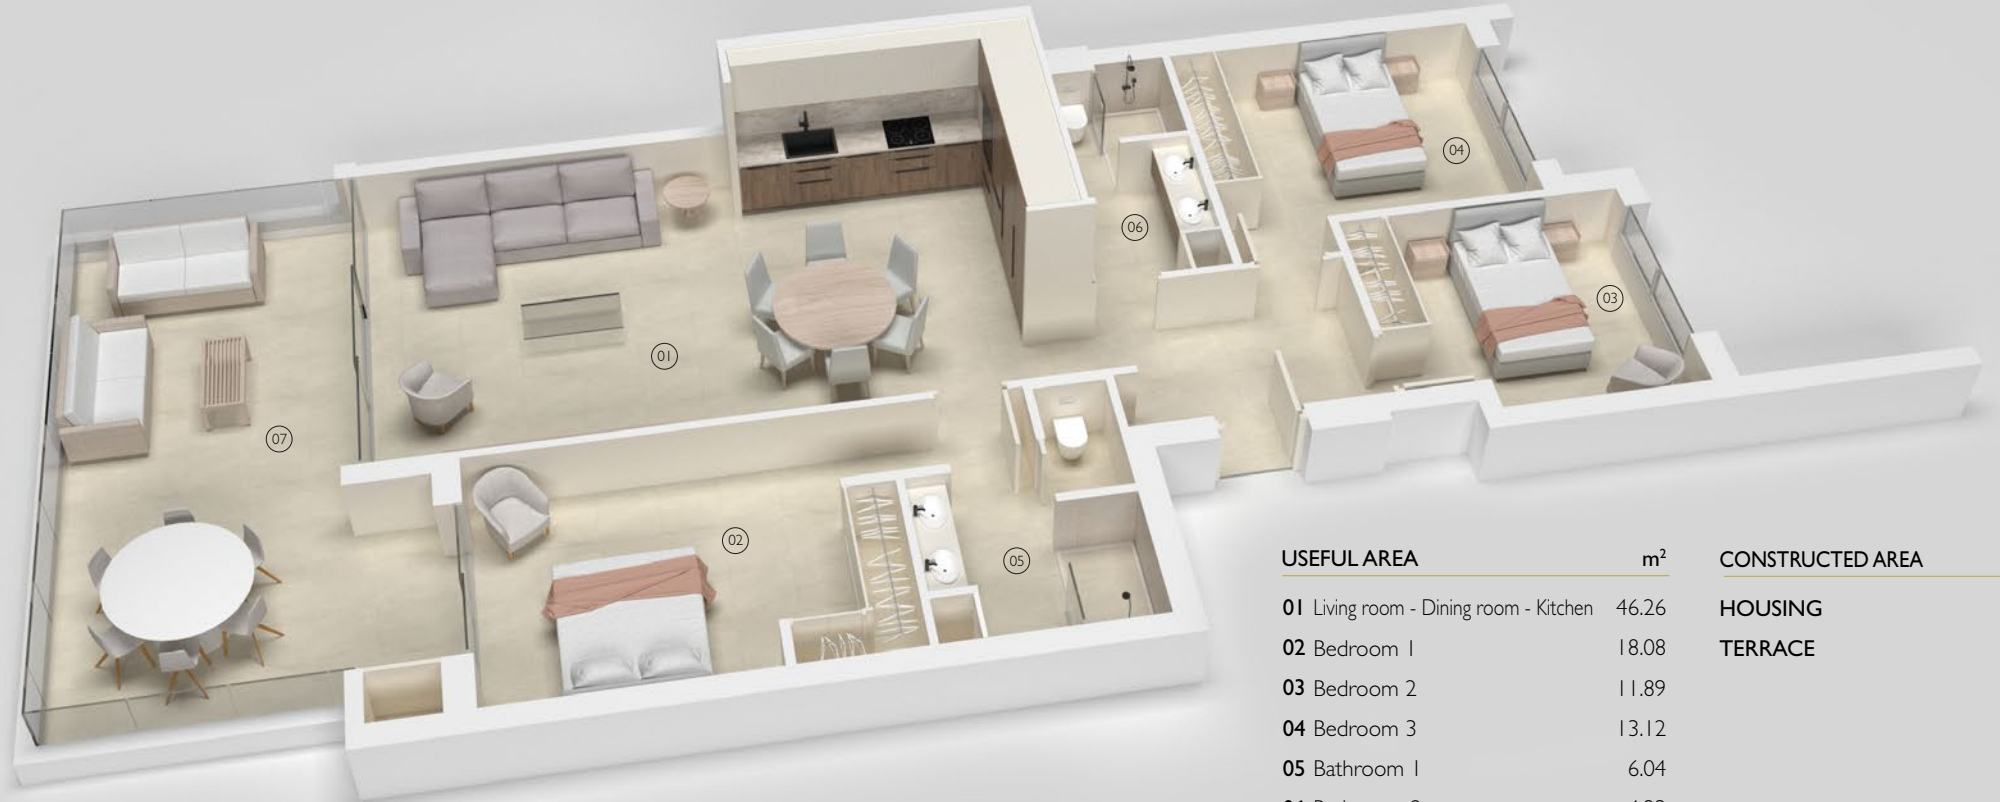 04
06
03
01
07
02
05
USEFUL AREA m²
01 Living room - Dining room - Kitchen 46.26
02 Bedroom 1 18.08
03 Bedroom 2 11.89
04 Bedroom 3 13.12
05 Bathroom 1 6.04
CONSTRUCTED AREA
HOUSING
TERRACE